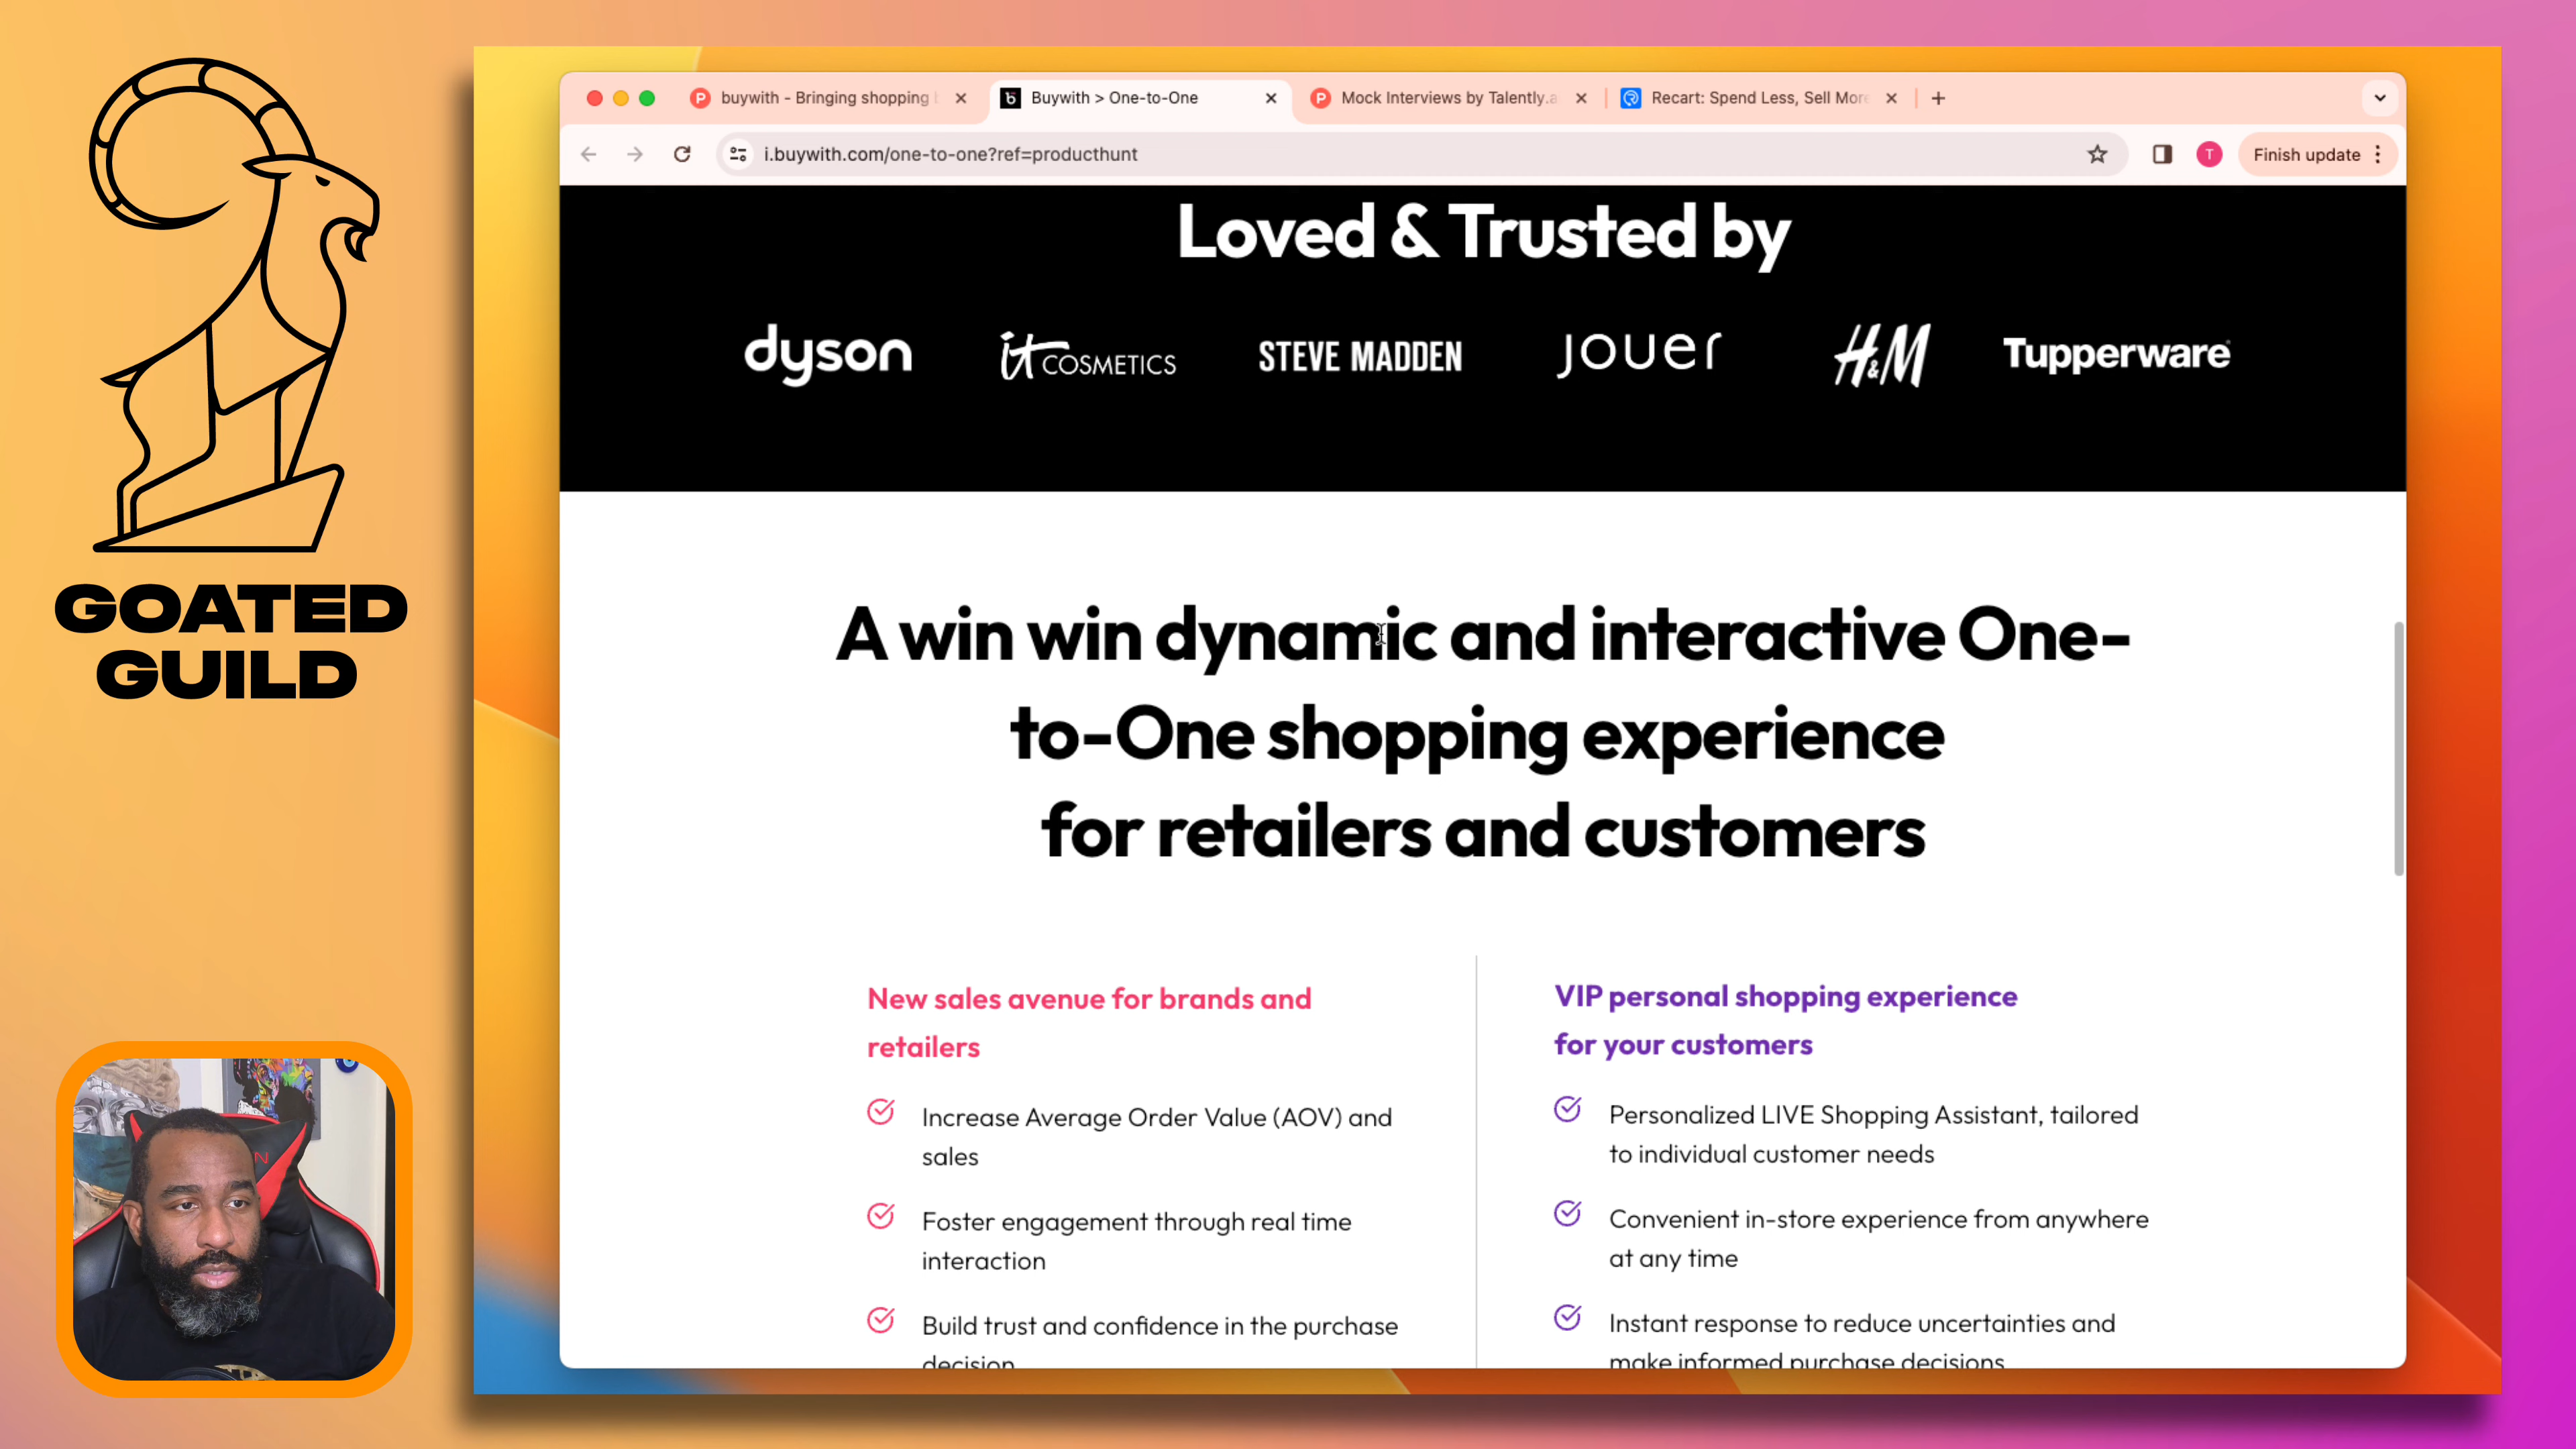 GOATED
GUILD
buywith - Bringing shopping
Buywith > One-to-One
Mock Interviews by Talently.a
Recart: Spend Less, Sell More
i.buywith.com/one-to-one?ref=producthunt
T
Finish update
Loved & Trusted by
dyson
it COSMETICS
STEVE MADDEN
JOUER
H&M
Tupperware
A win win dynamic and interactive One-
to-One shopping experience
for retailers and customers
New sales avenue for brands and
retailers
Increase Average Order Value (AOV) and
sales
Foster engagement through real time
interaction
Build trust and confidence in the purchase
decision
VIP personal shopping experience
for your customers
Personalized LIVE Shopping Assistant, tailored
to individual customer needs
Convenient in-store experience from anywhere
at any time
Instant response to reduce uncertainties and
make informed purchase decisions